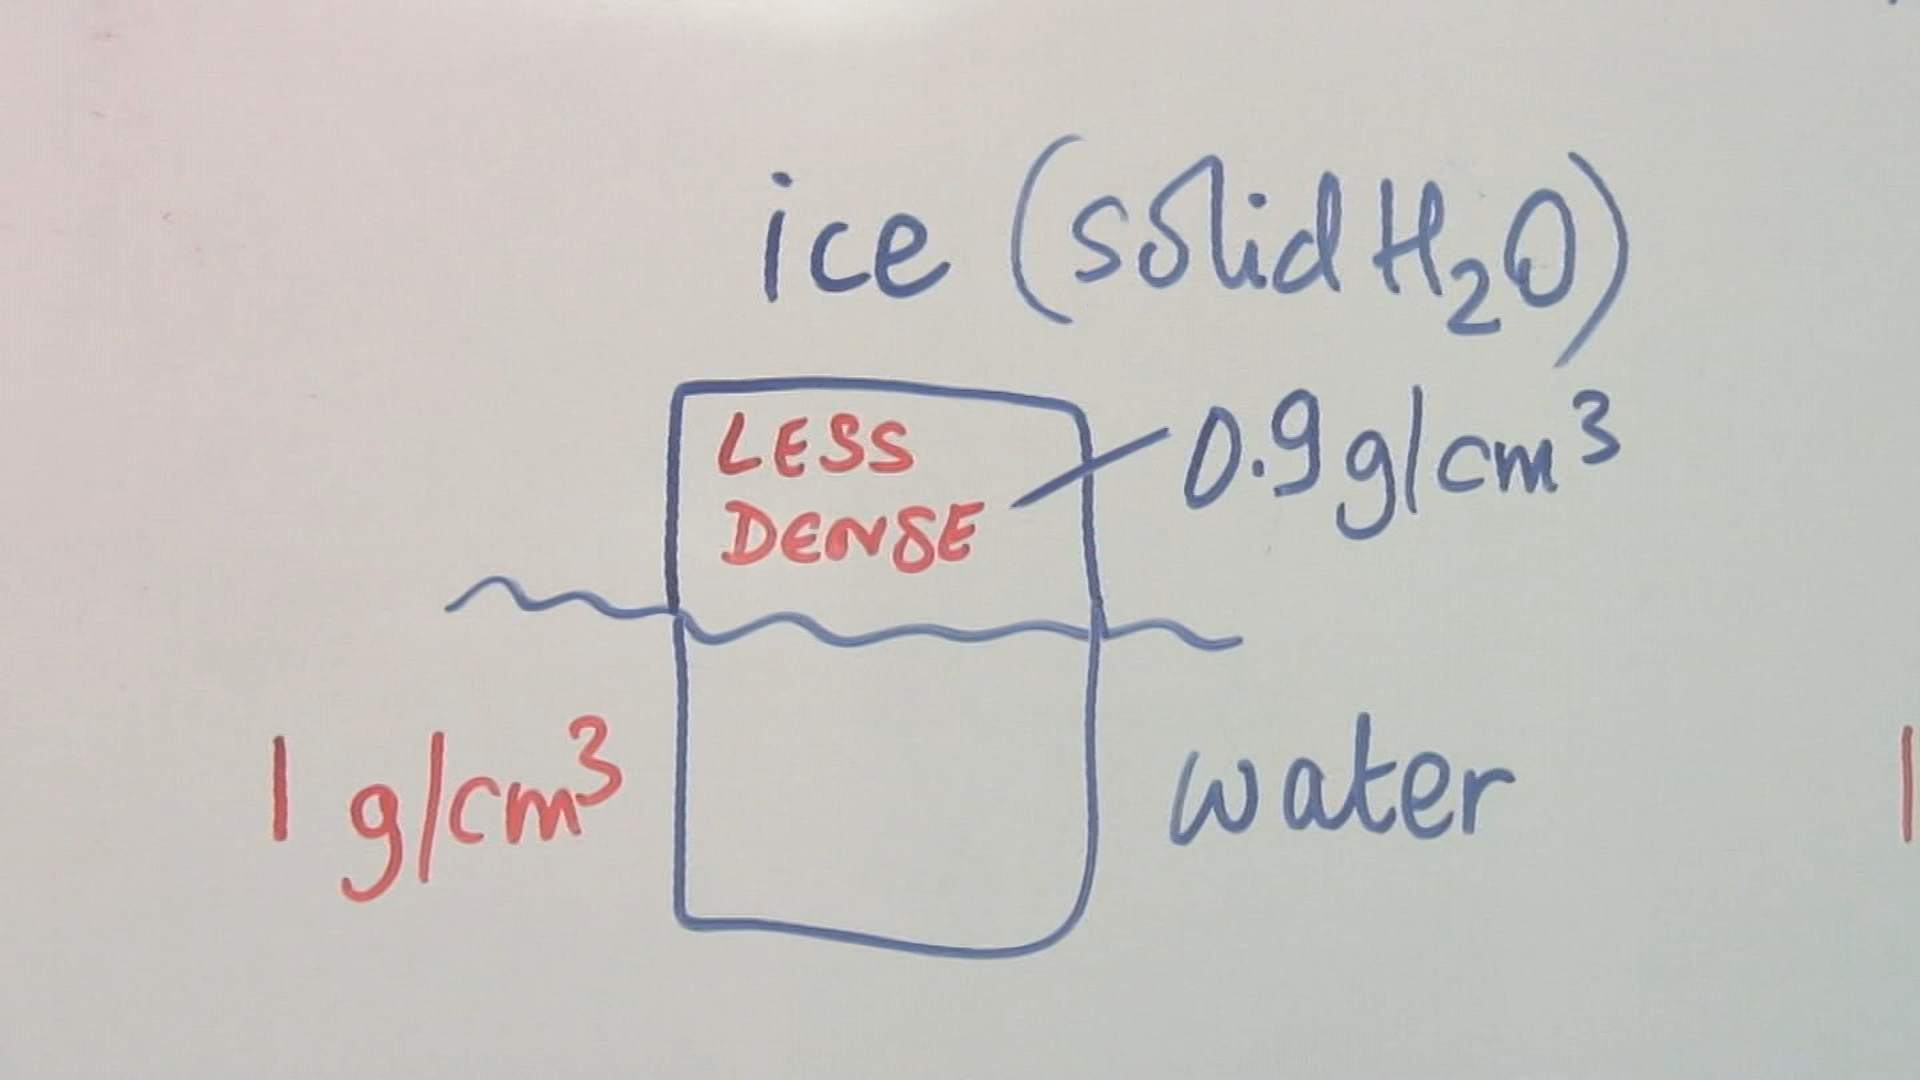 ice (solid H₂O)
LESS
DENSE
0.9 g/cm³
1 g/cm³
water